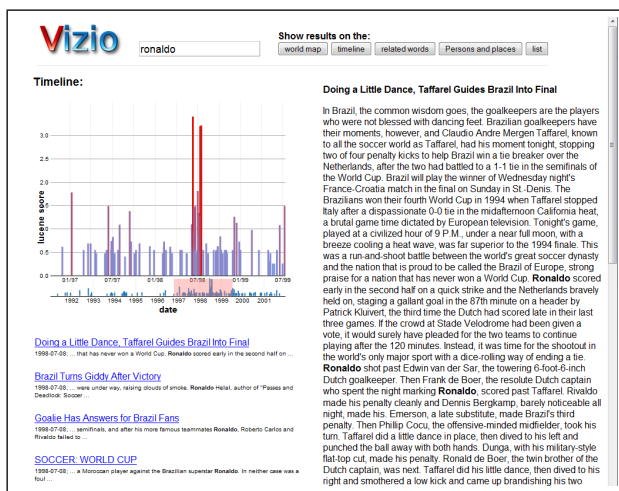 Vizio
ronaldo
Show results on the:
world map timeline related words Persons and places list
Timeline:
3.0
2.5
2.0
1.5
1.0
0.5
0.0
lucene score
01/97 07/97 01/98 07/98 01/99 07/99
1992 1993 1994 1995 1996 1997 1998 1999 2000 2001
date
Doing a Little Dance, Taffarel Guides Brazil Into Final
1998-07-08; ... that has never won a World Cup. Ronaldo scored early in the second half on ...
Brazil Turns Giddy After Victory
1998-07-08; ... were under way, raising clouds of smoke. Ronaldo Helal, author of "Passes and
Deadlock: Soccer ...
Goalie Has Answers for Brazil Fans
1998-07-08; ... semifinals, and after his more famous teammates Ronaldo, Roberto Carlos and
Rivaldo failed to ...
SOCCER: WORLD CUP
1998-07-08; ... a Moroccan player against the Brazilian superstar Ronaldo. In neither case was a
foul ...
Doing a Little Dance, Taffarel Guides Brazil Into Final
In Brazil, the common wisdom goes, the goalkeepers are the players
who were not blessed with dancing feet. Brazilian goalkeepers have
their moments, however, and Claudio Andre Mergen Taffarel, known
to all the soccer world as Taffarel, had his moment tonight, stopping
two of four penalty kicks to help Brazil win a tie breaker over the
Netherlands, after the two had battled to a 1-1 tie in the semifinals of
the World Cup. Brazil will play the winner of Wednesday night's
France-Croatia match in the final on Sunday in St.-Denis. The
Brazilians won their fourth World Cup in 1994 when Taffarel stopped
Italy after a dispassionate 0-0 tie in the midafternoon California heat,
a brutal game time dictated by European television. Tonight's game,
played at a civilized hour of 9 P.M., under a near full moon, with a
breeze cooling a heat wave, was far superior to the 1994 finale. This
was a run-and-shoot battle between the world's great soccer dynasty
and the nation that is proud to be called the Brazil of Europe, strong
praise for a nation that has never won a World Cup. Ronaldo scored
early in the second half on a quick strike and the Netherlands bravely
held on, staging a gallant goal in the 87th minute on a header by
Patrick Kluivert, the third time the Dutch had scored late in their last
three games. If the crowd at Stade Velodrome had been given a
vote, it would surely have pleaded for the two teams to continue
playing after the 120 minutes. Instead, it was time for the shootout in
the world's only major sport with a dice-rolling way of ending a tie.
Ronaldo shot past Edwin van der Sar, the towering 6-foot-6-inch
Dutch goalkeeper. Then Frank de Boer, the resolute Dutch captain
who spent the night marking Ronaldo, scored past Taffarel. Rivaldo
made his penalty cleanly and Dennis Bergkamp, barely noticeable all
night, made his. Emerson, a late substitute, made Brazil's third
penalty. Then Phillip Cocu, the offensive-minded midfielder, took his
turn. Taffarel did a little dance in place, then dived to his left and
punched the ball away with both hands. Dunga, with his military-style
flat-top cut, made his penalty. Ronald de Boer, the twin brother of the
Dutch captain, was next. Taffarel did his little dance, then dived to his
right and smothered a low kick and came up brandishing his two